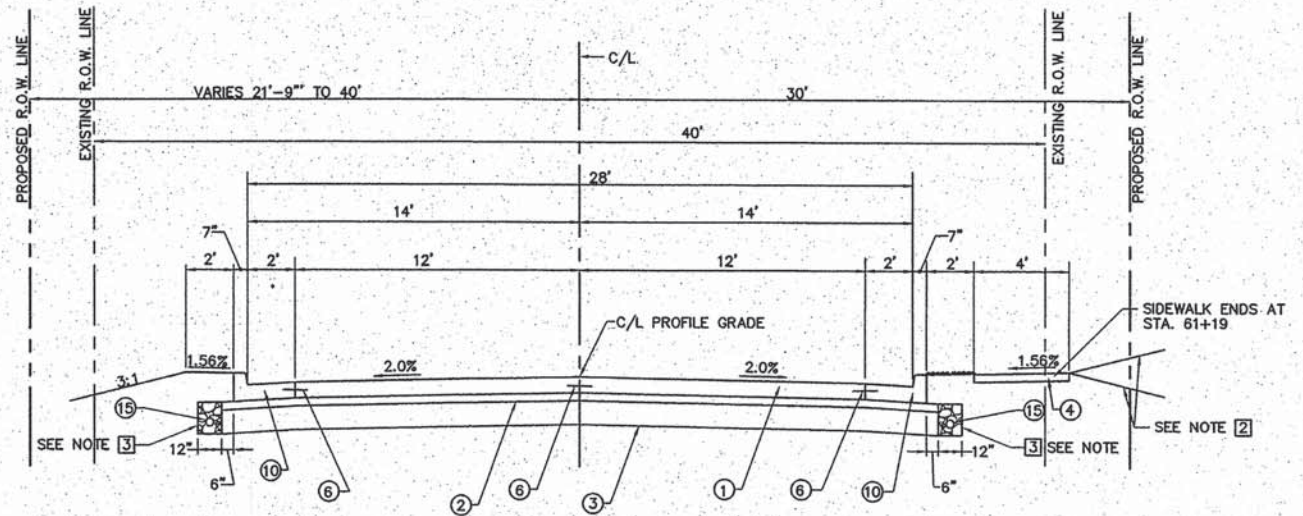 PROPOSED R.O.W. LINE
EXISTING R.O.W. LINE
C/L
EXISTING R.O.W. LINE
PROPOSED R.O.W. LINE
VARIES 21'-9"' TO 40'
30'
40'
28'
14'
14'
7"
7"
2'
2'
12'
12'
2'
2'
4'
C/L PROFILE GRADE
SIDEWALK ENDS AT
STA. 61+19
1.56%
2.0%
2.0%
1.56%
3:1
15
15
4
SEE NOTE 3
3 SEE NOTE
SEE NOTE 2
12"
12"
6"
6"
10
6
2
6
3
1
6
10